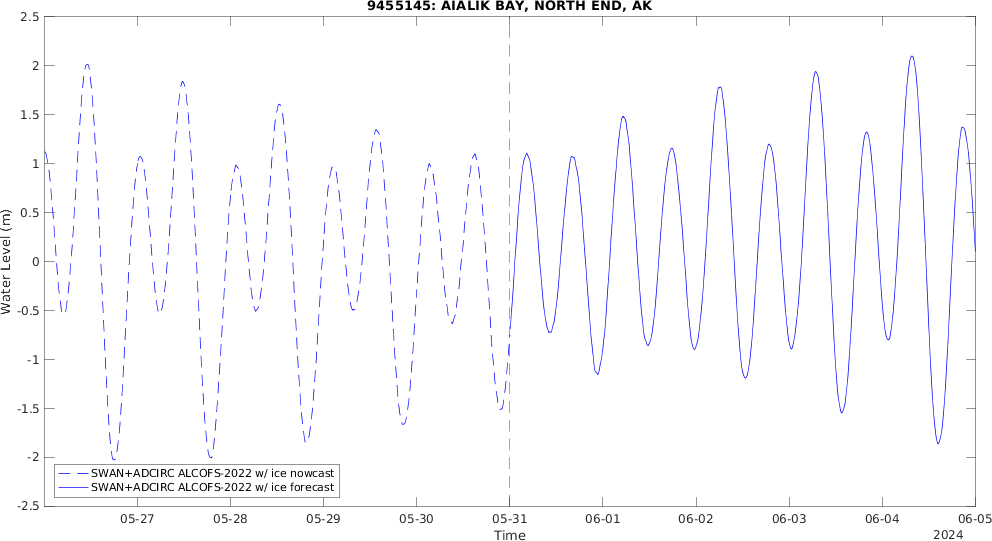 9455145: AIALIK BAY, NORTH END, AK
2.5
2
1.5
1
0.5
0
-0.5
-1
-1.5
-2
-2.5
Water Level (m)
SWAN+ADCIRC ALCOFS-2022 w/ ice nowcast
SWAN+ADCIRC ALCOFS-2022 w/ ice forecast
05-27 05-28 05-29 05-30 05-31 06-01 06-02 06-03 06-04 06-05
Time
2024